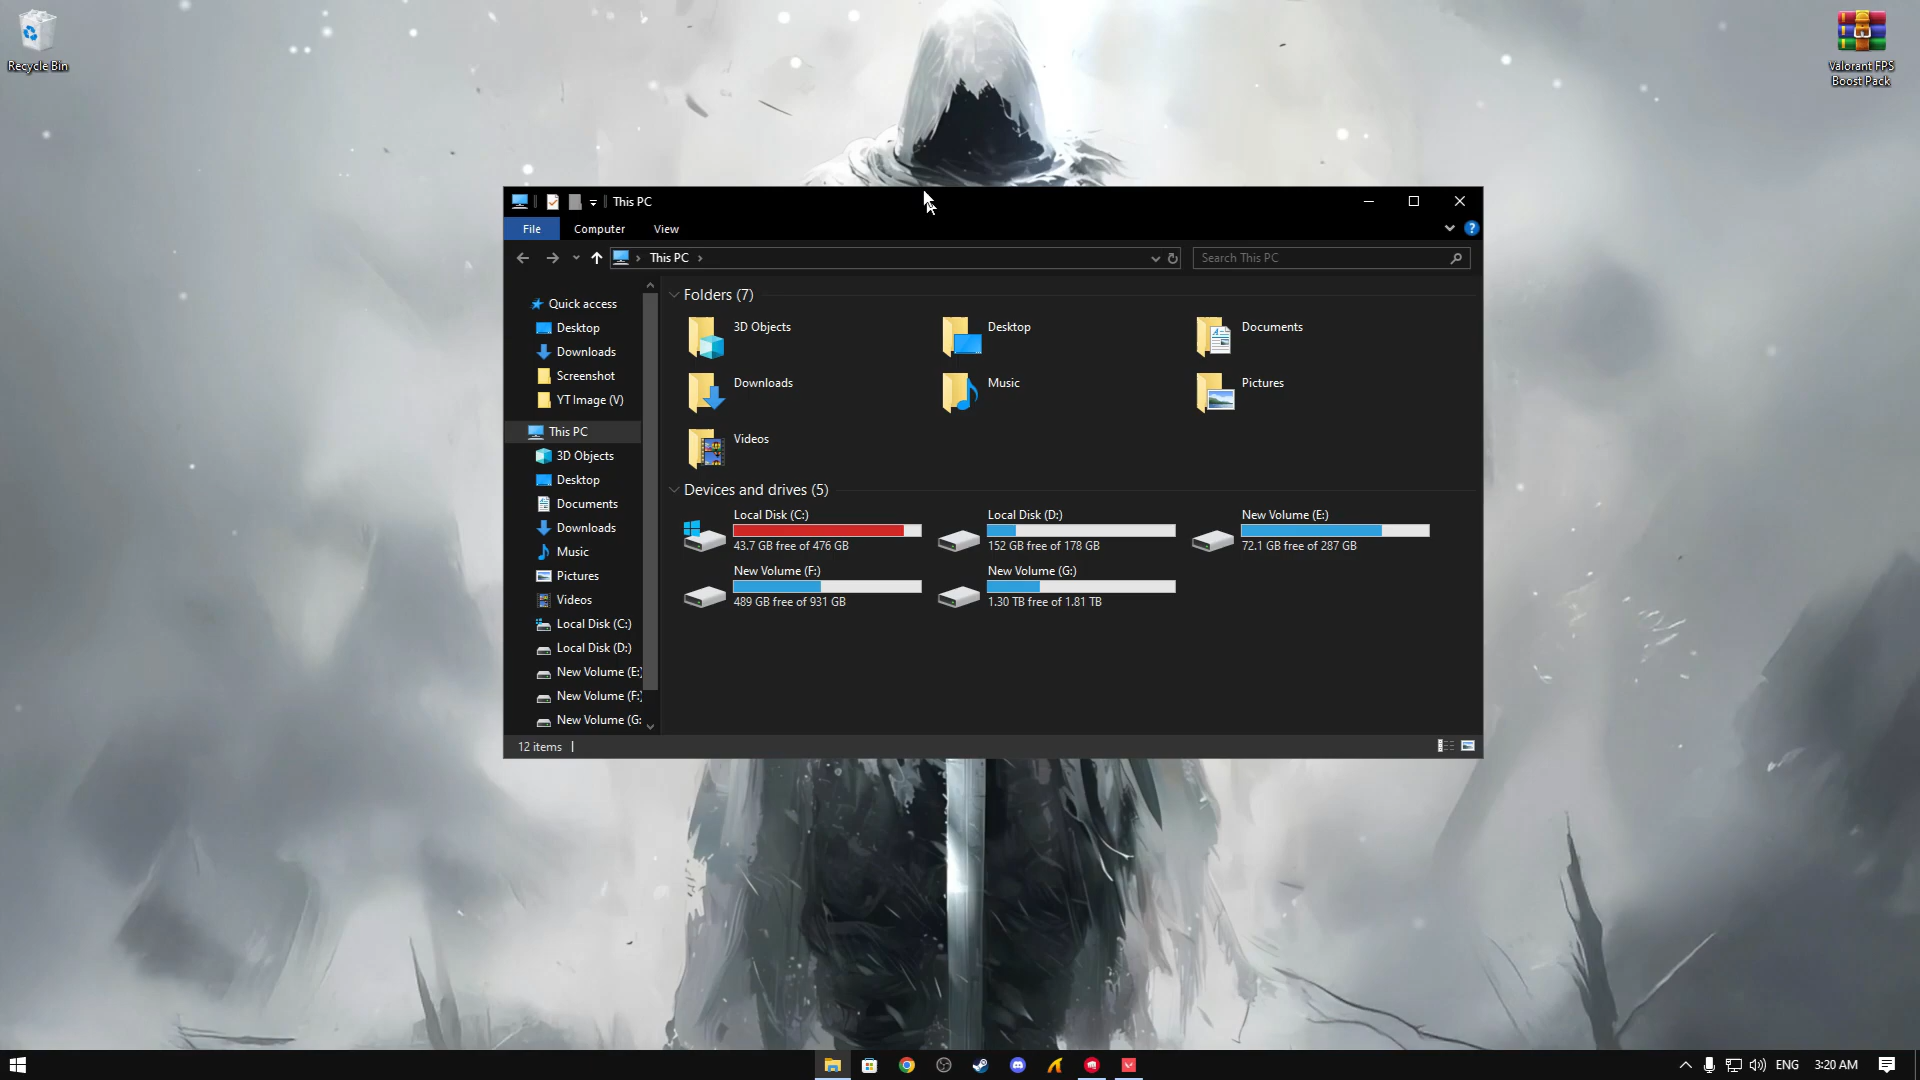 Recycle Bin
Valorant FPS
Boost Pack
This PC
File
Computer
View
This PC
Search This PC
Quick access
Desktop
Downloads
Screenshot
YT Image (V)
This PC
3D Objects
Desktop
Documents
Downloads
Music
Pictures
Videos
Local Disk (C:)
Local Disk (D:)
New Volume (E:)
New Volume (F:)
New Volume (G:
Folders (7)
3D Objects
Desktop
Documents
Downloads
Music
Pictures
Videos
Devices and drives (5)
Local Disk (C:)
43.7 GB free of 476 GB
Local Disk (D:)
152 GB free of 178 GB
New Volume (E:)
72.1 GB free of 287 GB
New Volume (F:)
489 GB free of 931 GB
New Volume (G:)
1.30 TB free of 1.81 TB
12 items
ENG
3:20 AM